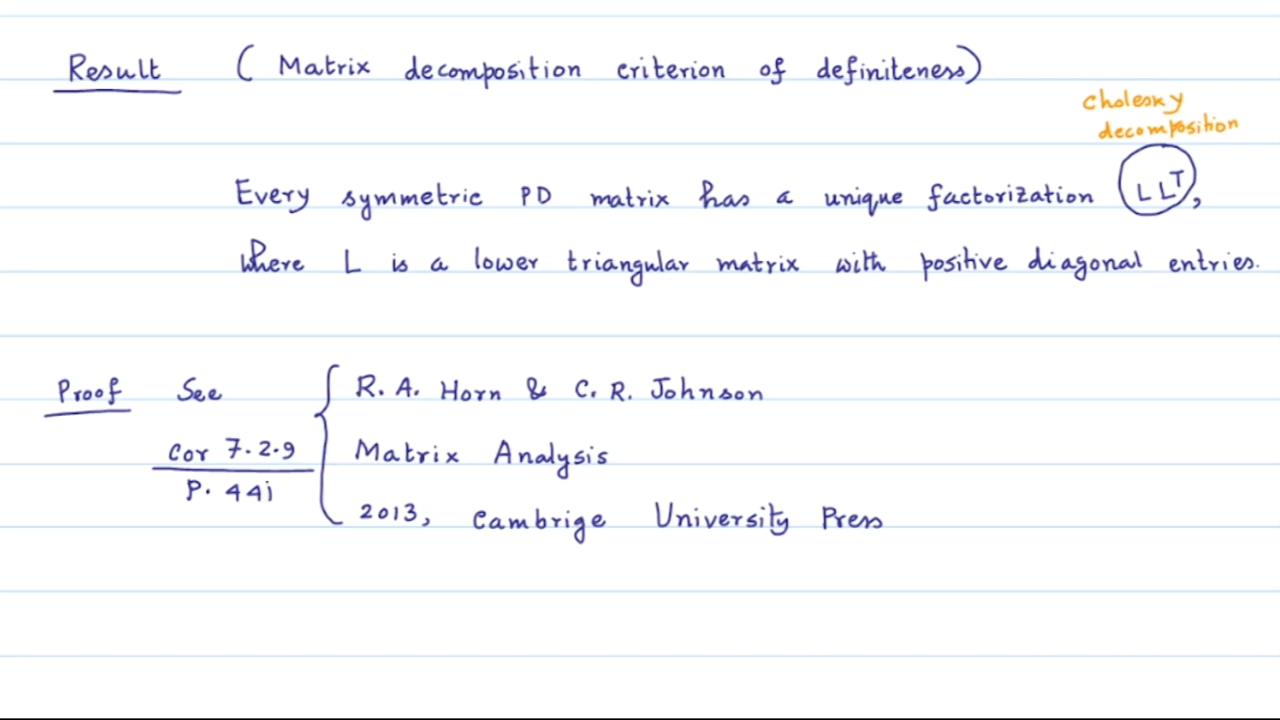 Result ( Matrix decomposition criterion of definiteness)
Cholesky
decomposition
Every symmetric PD matrix has a unique factorization LLᵀ,
where L is a lower triangular matrix with positive diagonal entries.
Proof See R. A. Horn & C. R. Johnson
Cor 7.2.9 Matrix Analysis
P. 441
2013, Cambrige University Press